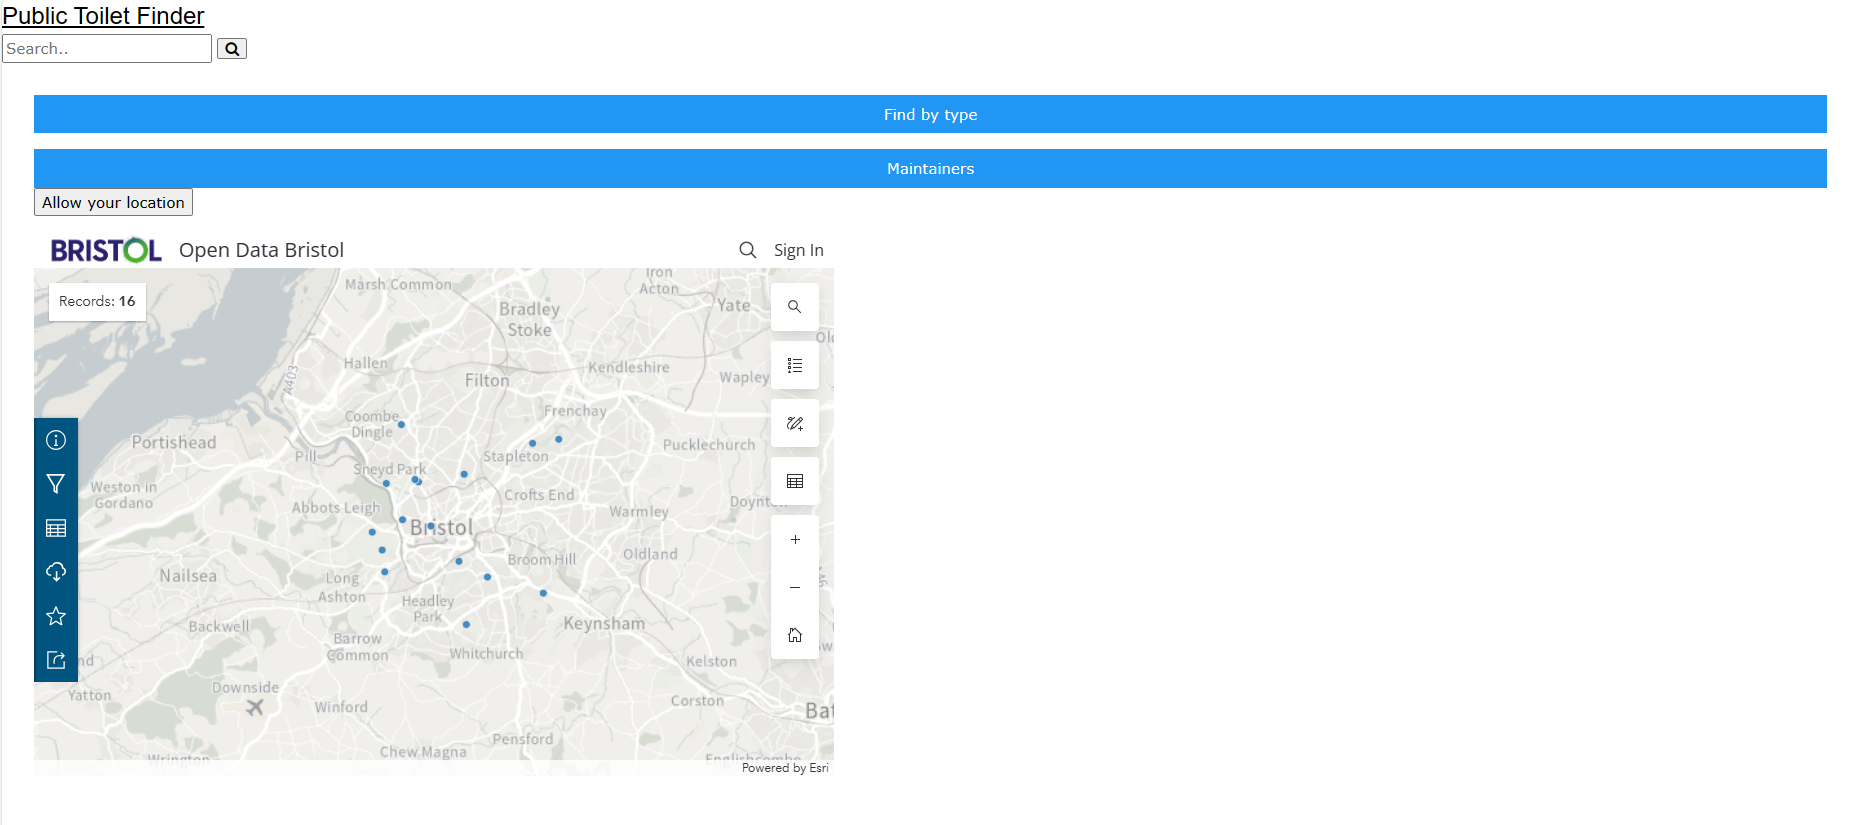 Public Toilet Finder
Search..
Find by type
Maintainers
Allow your location
BRISTOL Open Data Bristol Sign In
Records: 16
Iron
Acton
Marsh Common
Yate
Bradley
Stoke
A403
Hallen
Filton
Kendleshire
Wapley
Coombe
Dingle
Frenchay
Portishead
Pill
Stapleton
Pucklechurch
Sneyd Park
Weston in
Gordano
Crofts End
Abbots Leigh
Warmley
Bristol
Broom Hill
Oldland
Nailsea
Long
Ashton
Headley
Park
Backwell
Keynsham
Barrow
Common
Whitchurch
Kelston
Yatton
Downside
Winford
Corston
Bat
Pensford
Chew Magna
Wrington
Englishcombe
Powered by Esri